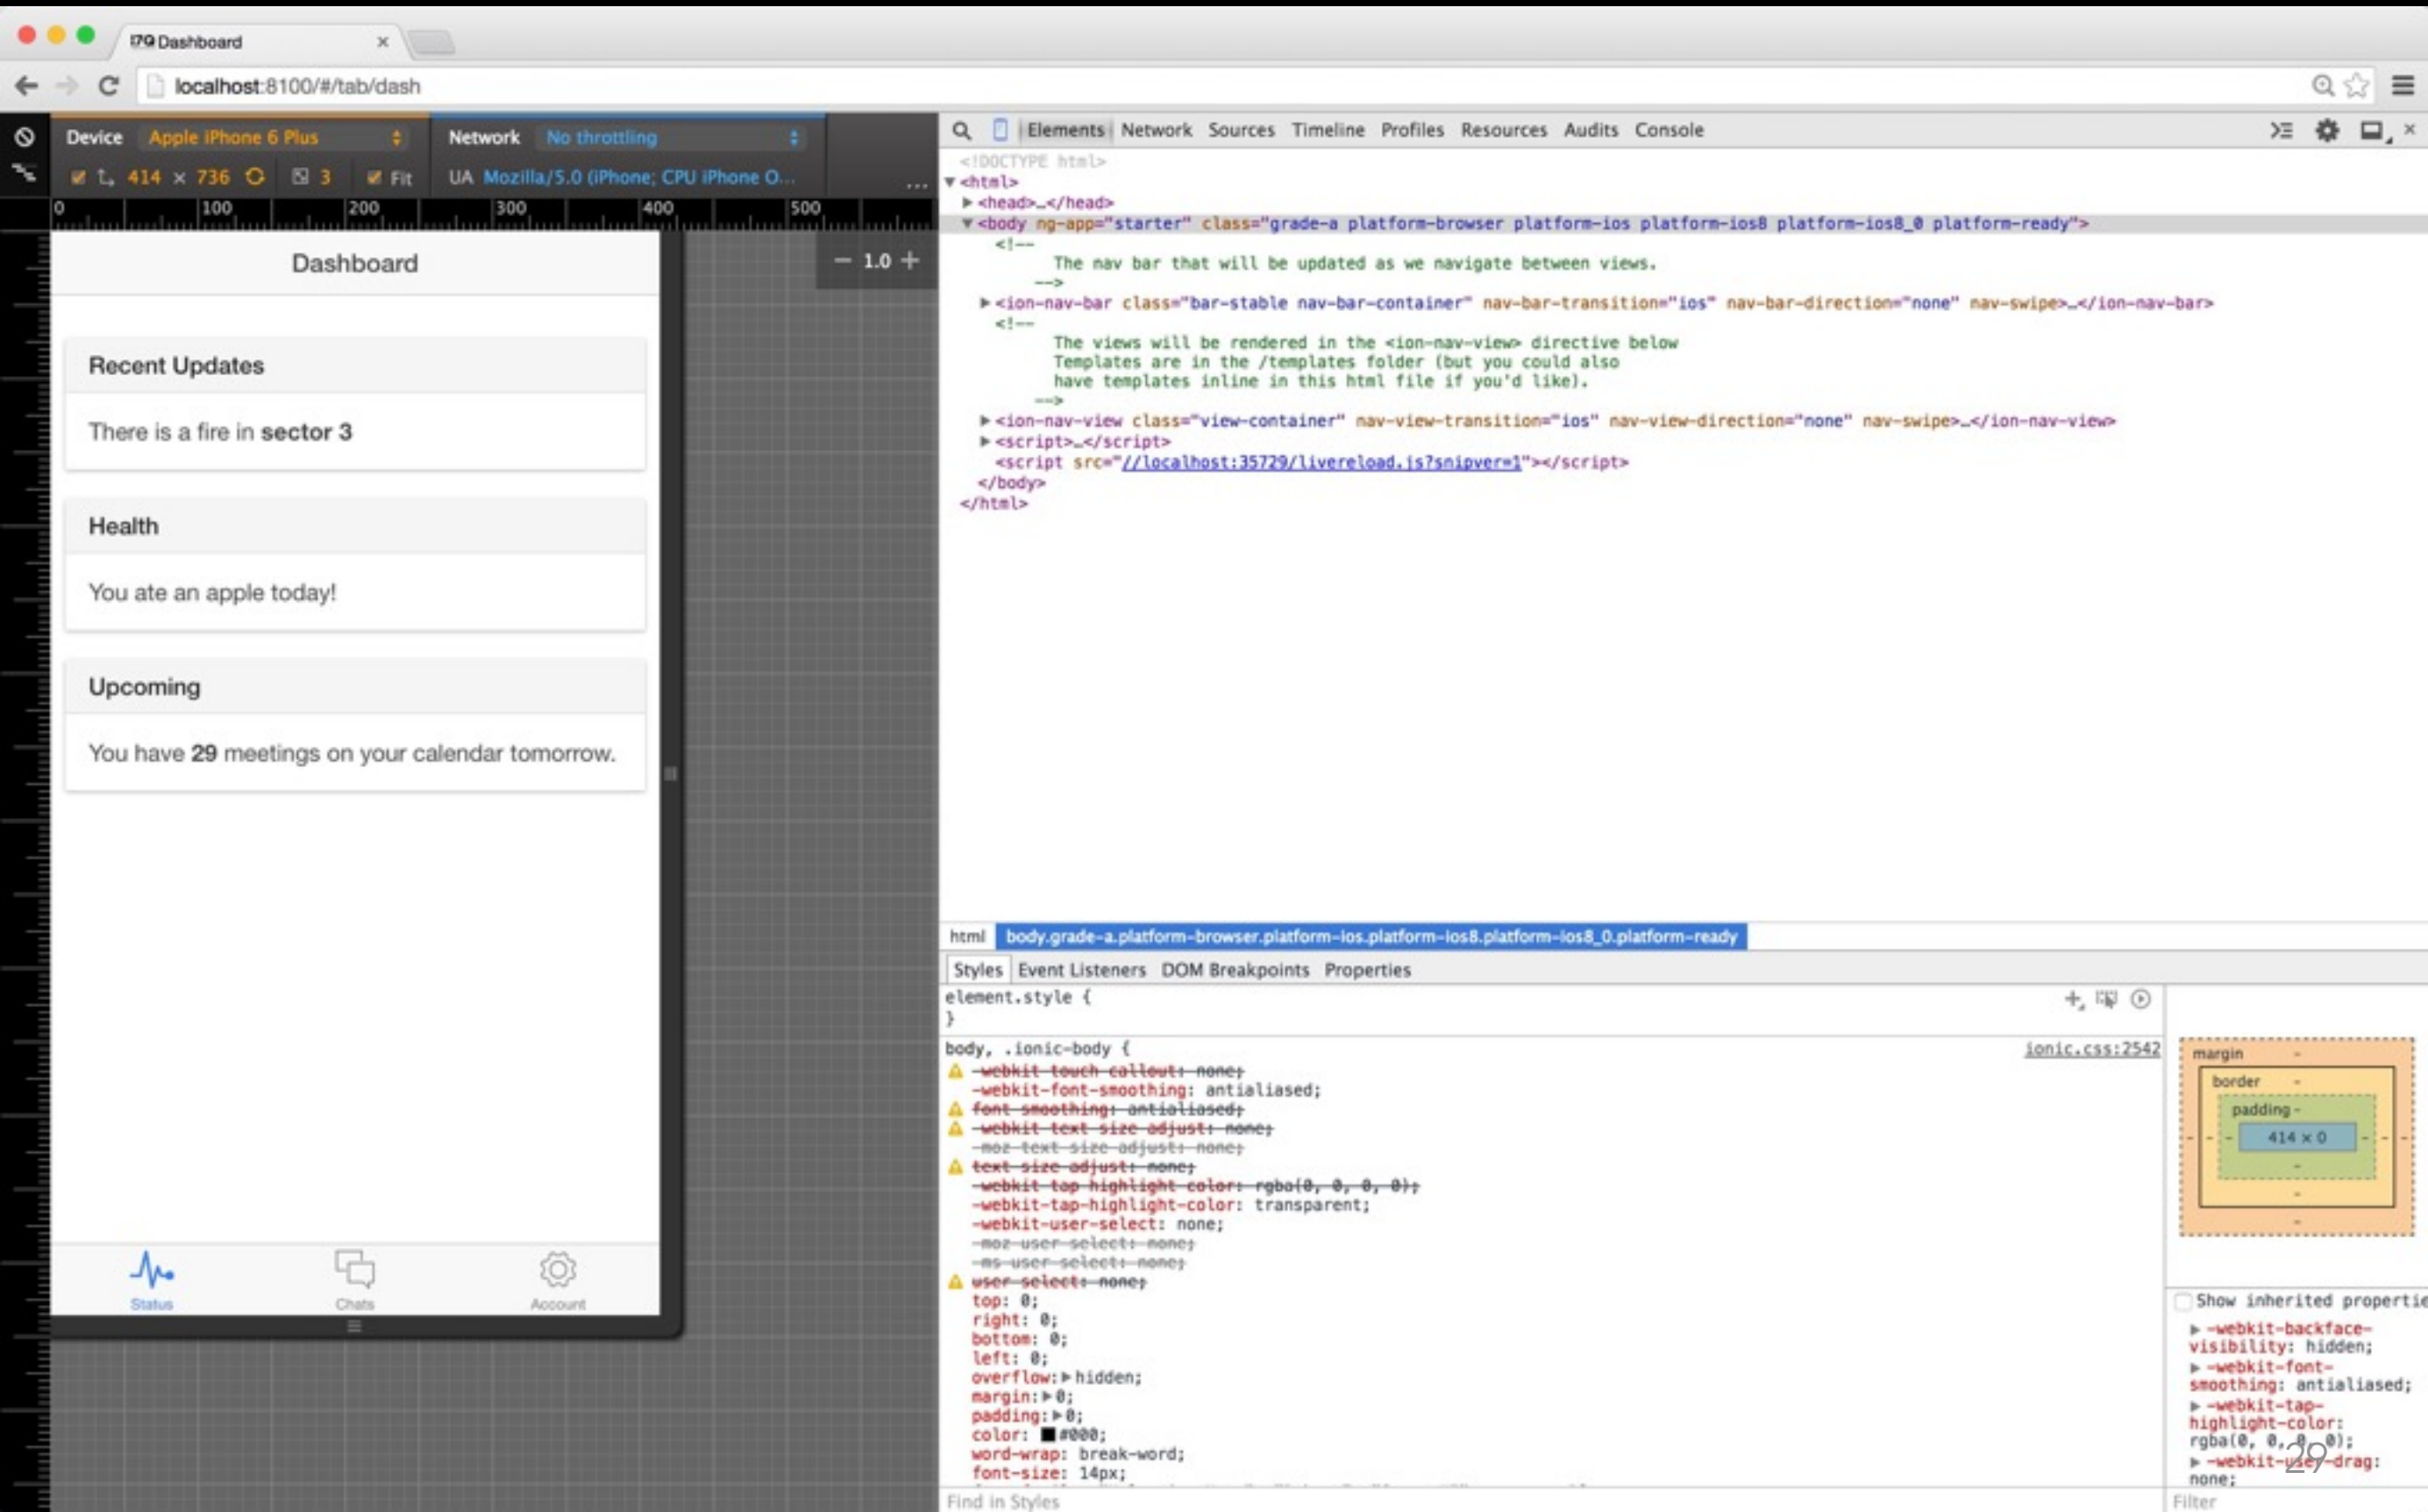 Dashboard
localhost:8100/#/tab/dash
Device Apple iPhone 6 Plus
414 × 736 3 Fit
Network No throttling
UA Mozilla/5.0 (iPhone; CPU iPhone O...
...
0 100 200 300 400 500
1.0
Dashboard
Recent Updates
There is a fire in sector 3
Health
You ate an apple today!
Upcoming
You have 29 meetings on your calendar tomorrow.
Status Chats Account
Elements Network Sources Timeline Profiles Resources Audits Console
<!DOCTYPE html>
<html>
<head>…</head>
<body ng-app="starter" class="grade-a platform-browser platform-ios platform-ios8 platform-ios8_0 platform-ready">
<!--
The nav bar that will be updated as we navigate between views.
-->
<ion-nav-bar class="bar-stable nav-bar-container" nav-bar-transition="ios" nav-bar-direction="none" nav-swipe>…</ion-nav-bar>
<!--
The views will be rendered in the <ion-nav-view> directive below
Templates are in the /templates folder (but you could also
have templates inline in this html file if you'd like).
-->
<ion-nav-view class="view-container" nav-view-transition="ios" nav-view-direction="none" nav-swipe>…</ion-nav-view>
<script>…</script>
<script src="//localhost:35729/livereload.js?snipver=1"></script>
</body>
</html>
html body.grade-a.platform-browser.platform-ios.platform-ios8.platform-ios8_0.platform-ready
Styles Event Listeners DOM Breakpoints Properties
element.style {
}
body, .ionic-body { ionic.css:2542
-webkit-touch-callout: none;
-webkit-font-smoothing: antialiased;
font-smoothing: antialiased;
-webkit-text-size-adjust: none;
-moz-text-size-adjust: none;
text-size-adjust: none;
-webkit-tap-highlight-color: rgba(0, 0, 0, 0);
-webkit-tap-highlight-color: transparent;
-webkit-user-select: none;
-moz-user-select: none;
-ms-user-select: none;
user-select: none;
top: 0;
right: 0;
bottom: 0;
left: 0;
overflow: hidden;
margin: 0;
padding: 0;
color: #000;
word-wrap: break-word;
font-size: 14px;
Find in Styles
margin -
border -
padding -
414 × 0
Show inherited propertie
-webkit-backface-
visibility: hidden;
-webkit-font-
smoothing: antialiased;
-webkit-tap-
highlight-color:
rgba(0, 0, 0, 0);
-webkit-user-drag:
none;
Filter
29